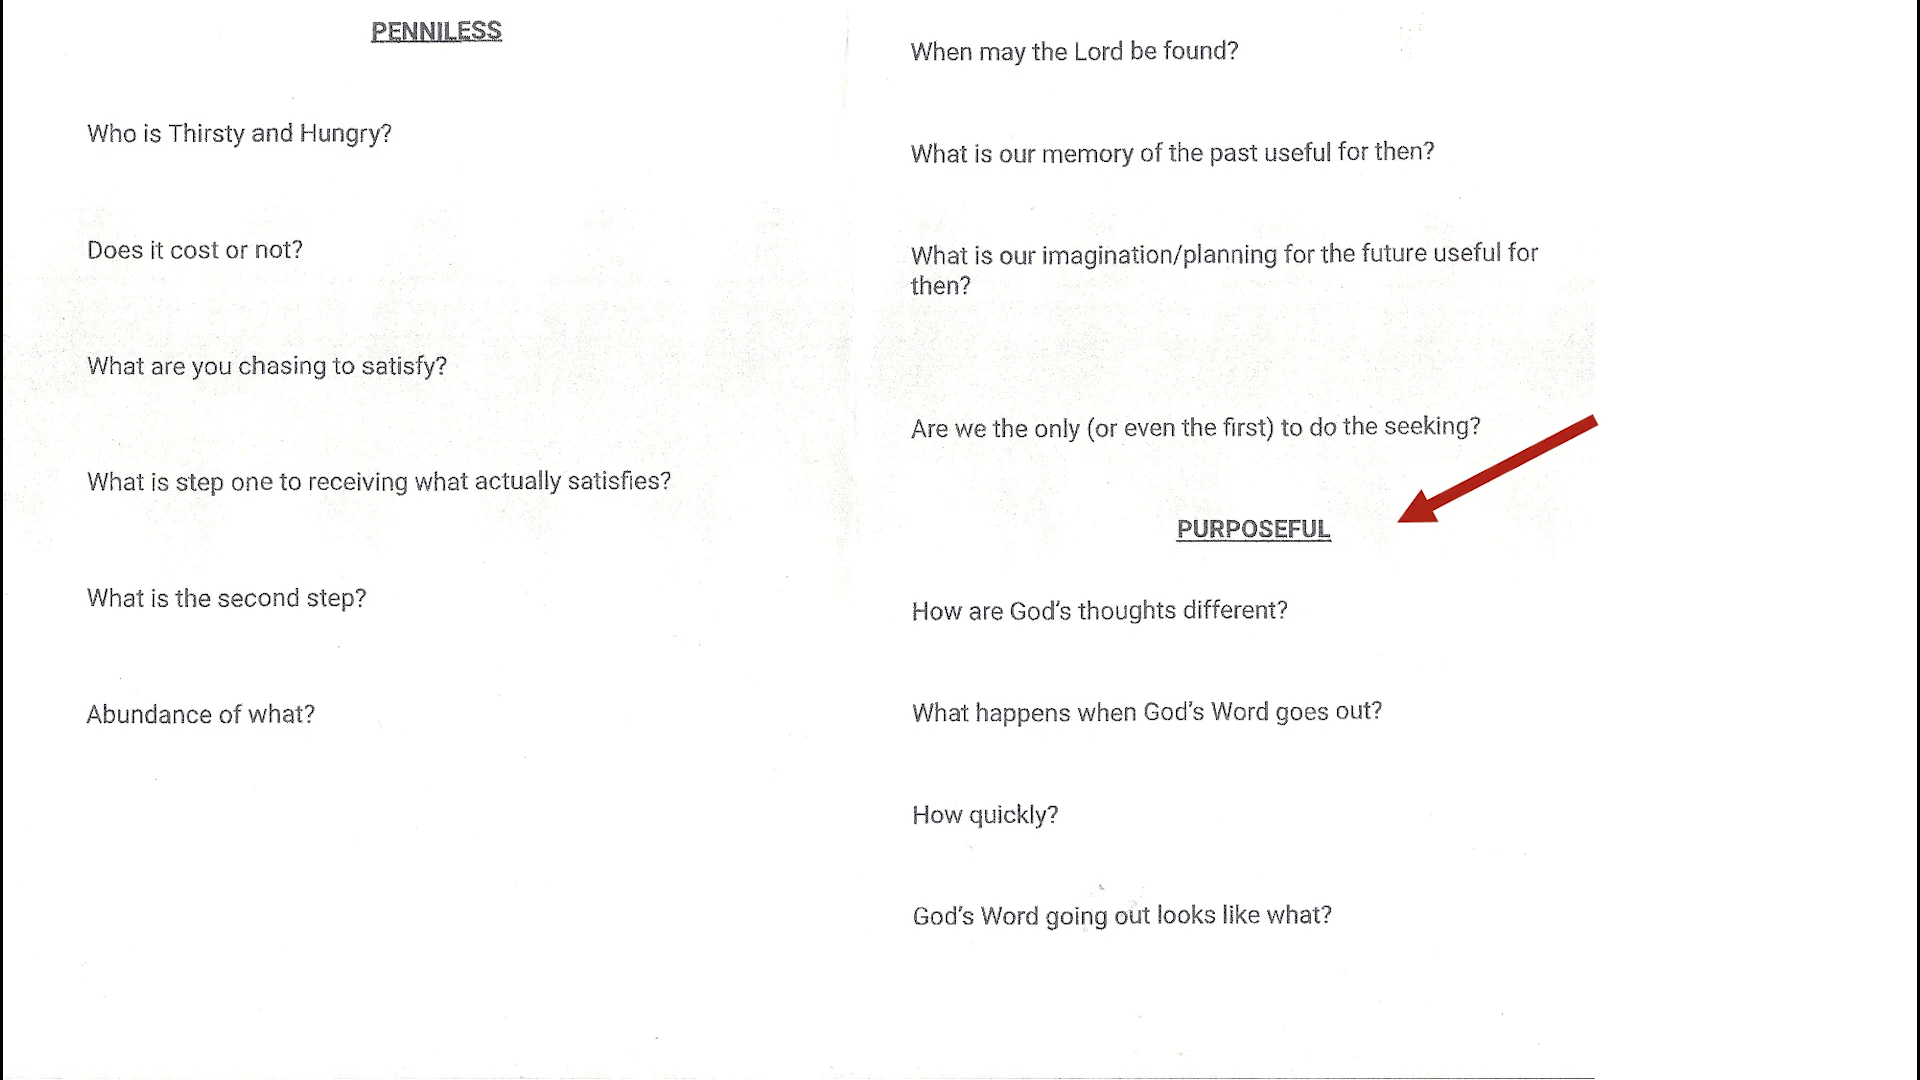 PENNILESS
Who is Thirsty and Hungry?
Does it cost or not?
What are you chasing to satisfy?
What is step one to receiving what actually satisfies?
What is the second step?
Abundance of what?
When may the Lord be found?
What is our memory of the past useful for then?
What is our imagination/planning for the future useful for
then?
Are we the only (or even the first) to do the seeking?
PURPOSEFUL
How are God's thoughts different?
What happens when God's Word goes out?
How quickly?
God's Word going out looks like what?